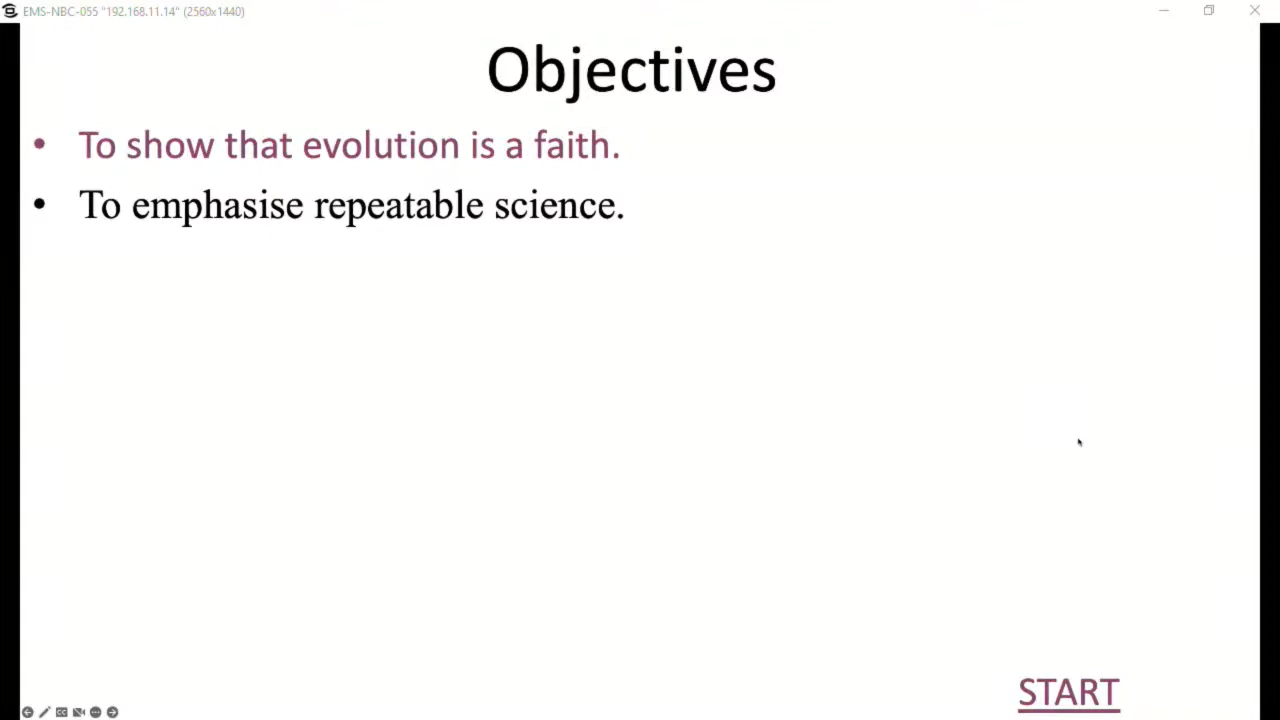 EMS-NBC-055 "192.168.11.14" (2560x1440)
Objectives
• To show that evolution is a faith.
• To emphasise repeatable science.
START